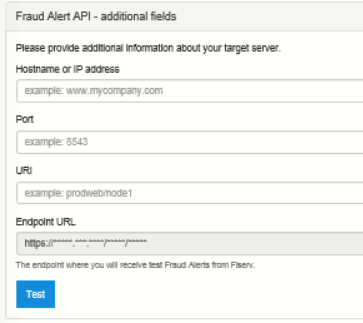 Fraud Alert API - additional fields
Please provide additional information about your target server.
Hostname or IP address
example: www.mycompany.com
Port
example: 8543
URI
example: prodweb/node1
Endpoint URL
https://*****.***:****/*****/*****
The endpoint where you will receive test Fraud Alerts from Fiserv.
Test